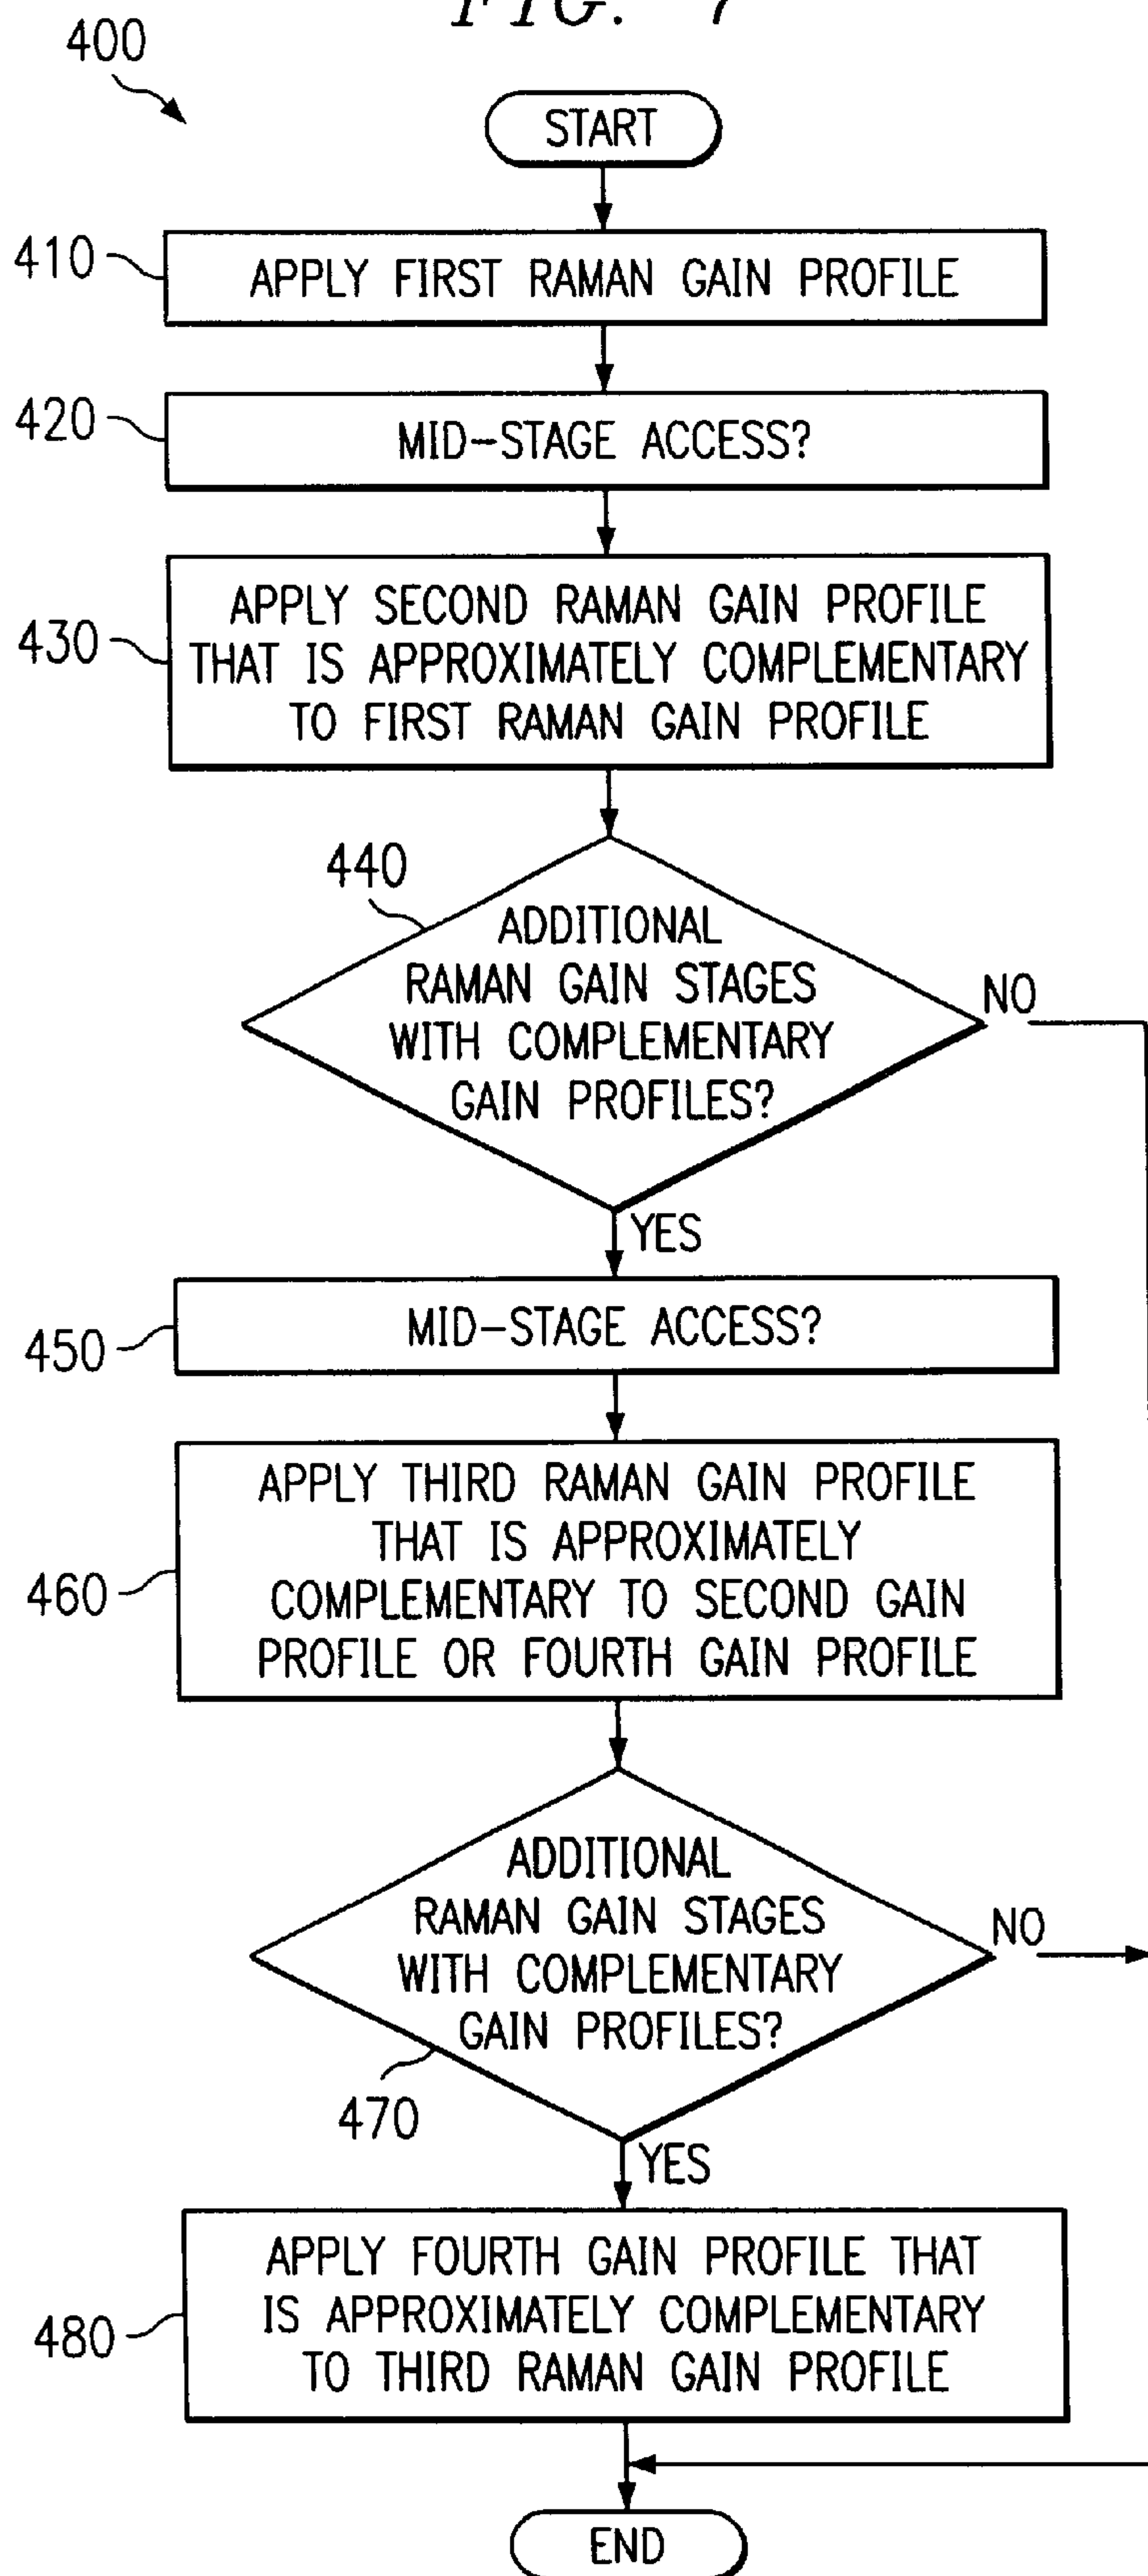 FIG. 7
400
START
410
APPLY FIRST RAMAN GAIN PROFILE
420
MID-STAGE ACCESS?
430
APPLY SECOND RAMAN GAIN PROFILE
THAT IS APPROXIMATELY COMPLEMENTARY
TO FIRST RAMAN GAIN PROFILE
440
ADDITIONAL
RAMAN GAIN STAGES
WITH COMPLEMENTARY
GAIN PROFILES?
NO
YES
450
MID-STAGE ACCESS?
460
APPLY THIRD RAMAN GAIN PROFILE
THAT IS APPROXIMATELY
COMPLEMENTARY TO SECOND GAIN
PROFILE OR FOURTH GAIN PROFILE
ADDITIONAL
RAMAN GAIN STAGES
WITH COMPLEMENTARY
GAIN PROFILES?
NO
470
YES
480
APPLY FOURTH GAIN PROFILE THAT
IS APPROXIMATELY COMPLEMENTARY
TO THIRD RAMAN GAIN PROFILE
END